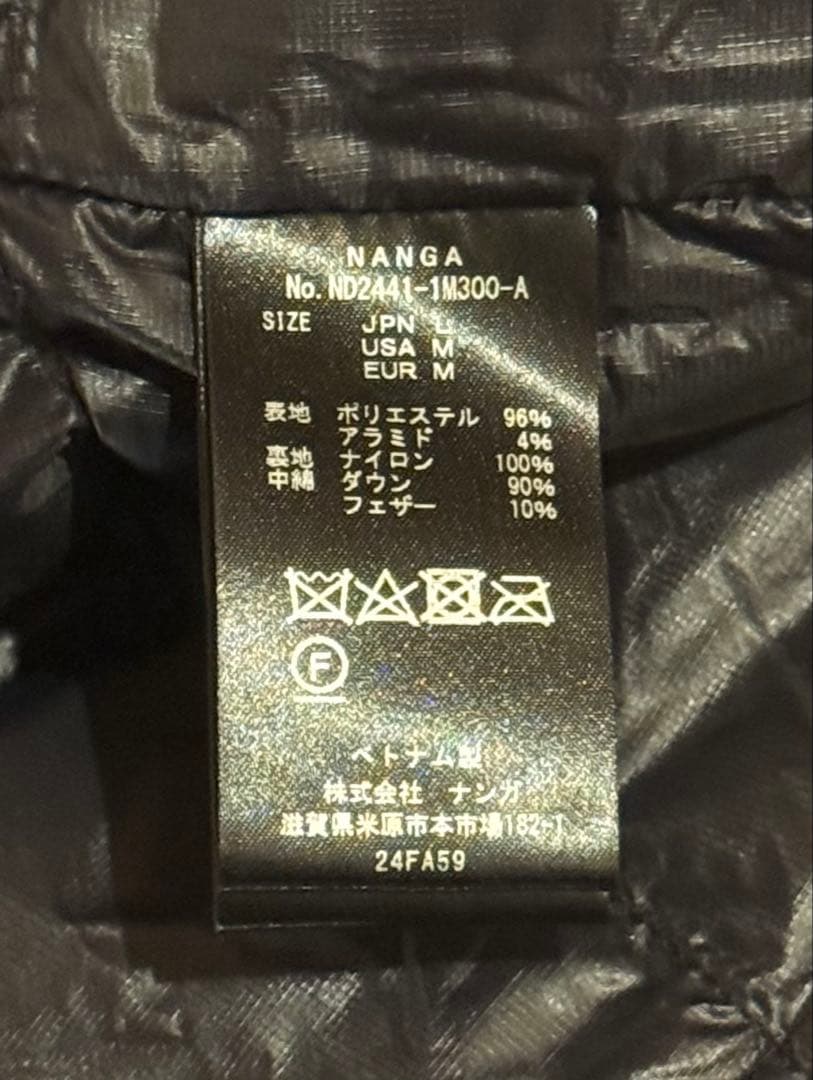 NANGA
No. ND2441-1M300-A
SIZE JPN L
USA M
EUR M
表地 ポリエステル 96%
アラミド 4%
裏地 ナイロン 100%
中綿 ダウン 90%
フェザー 10%
F
ベトナム製
株式会社 ナンガ
滋賀県米原市本市場182-1
24FA59